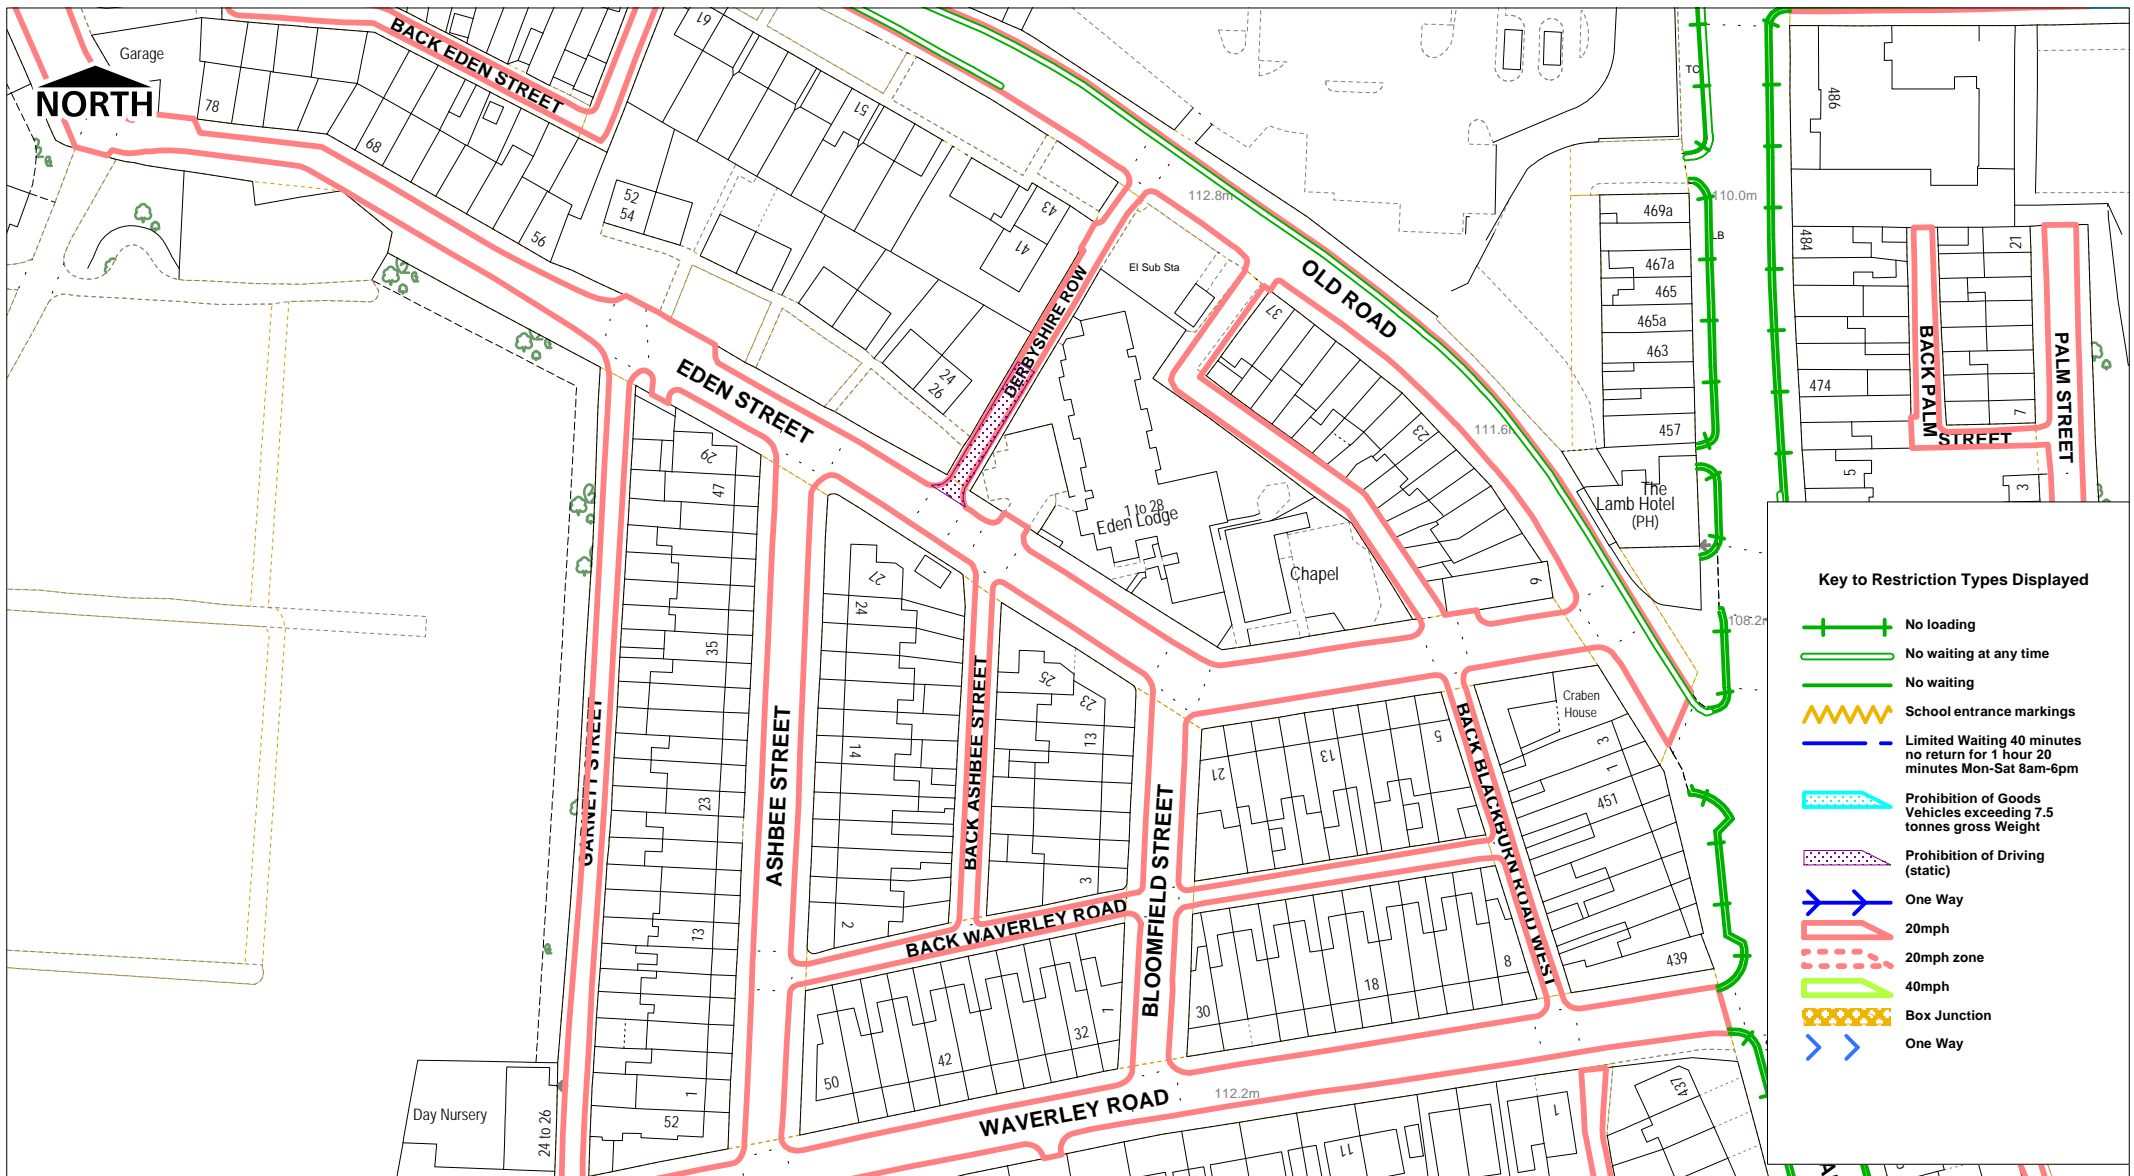 Garage
NORTH
BACK EDEN STREET
61
78
68
51
52
54
56
43
41
112.8m
El Sub Sta
OLD ROAD
DERBYSHIRE ROW
EDEN STREET
24
26
37
23
111.6m
TC
110.0m
LB
469a
467a
465
465a
463
457
486
484
474
21
7
5
3
BACK PALM
STREET
PALM STREET
The
Lamb Hotel
(PH)
29
47
35
23
13
1
52
GARNETT STREET
ASHBEE STREET
27
24
14
2
BACK ASHBEE STREET
25
23
13
3
1 to 28
Eden Lodge
Chapel
9
108.2m
BACK WAVERLEY ROAD
BLOOMFIELD STREET
BACK BLACKBURN ROAD WEST
21
13
5
Craben
House
3
1
451
439
50
42
32
1
30
18
8
WAVERLEY ROAD
112.2m
11
1
437
Day Nursery
24 to 26
Key to Restriction Types Displayed
No loading
No waiting at any time
No waiting
School entrance markings
Limited Waiting 40 minutes
no return for 1 hour 20
minutes Mon-Sat 8am-6pm
Prohibition of Goods
Vehicles exceeding 7.5
tonnes gross Weight
Prohibition of Driving
(static)
One Way
20mph
20mph zone
40mph
Box Junction
One Way